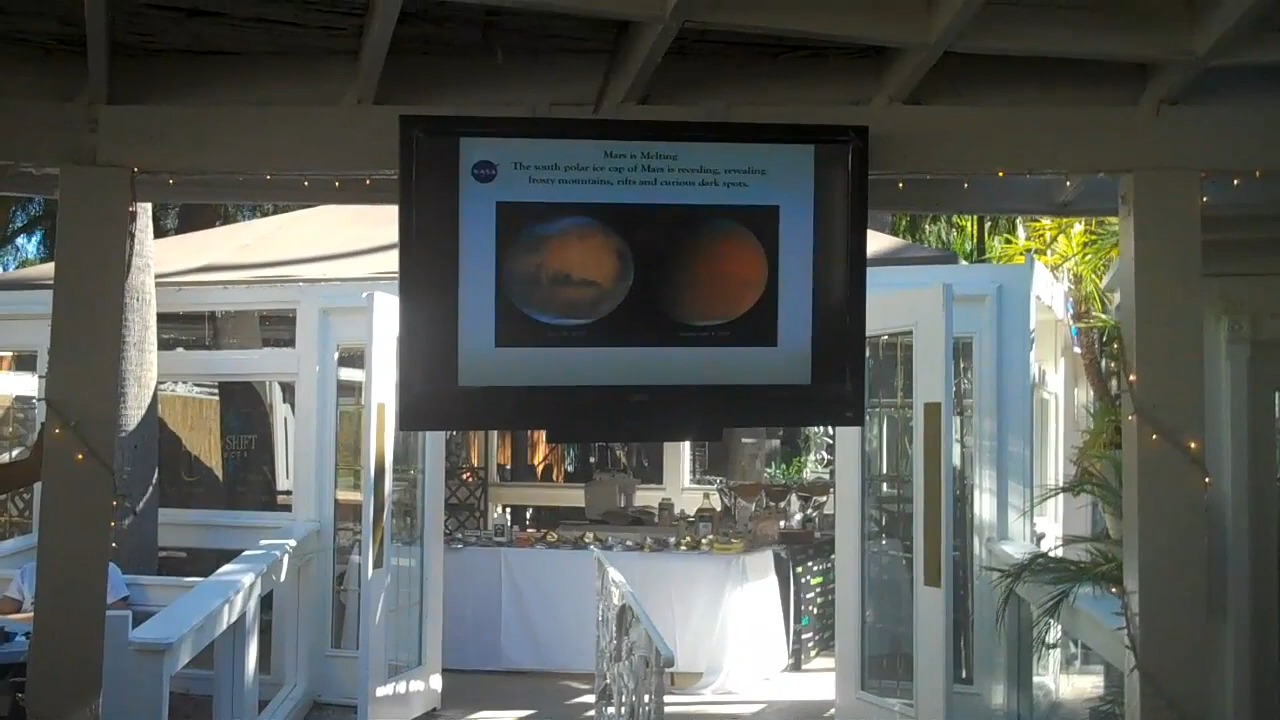 Mars is Melting
NASA
The south polar ice cap of Mars is receding, revealing
frosty mountains, rifts and curious dark spots.
SHIFT